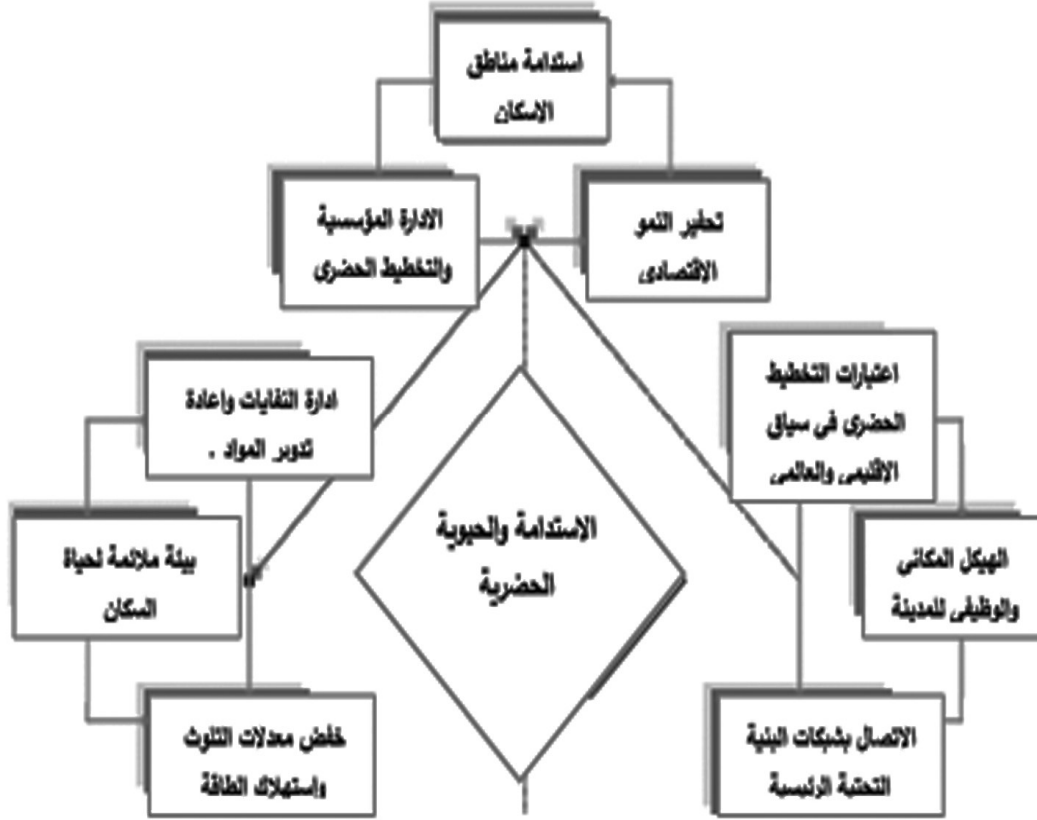 استدامة مناطق
الاسكان
تحفيز النمو
الاقتصادى
الادارة المؤسسية
والتخطيط الحضرى
اعتبارات التخطيط
الحضرى فى سياق
الاقليمى والعالمى
ادارة النفايات واعادة
تدوير المواد .
الاستدامة والحيوية
الحضرية
الهيكل المكانى
والوظيفى للمدينة
بيئة ملائمة لحياة
السكان
الاتصال بشبكات البنية
التحتية الرئيسية
خفض معدلات التلوث
واستهلاك الطاقة